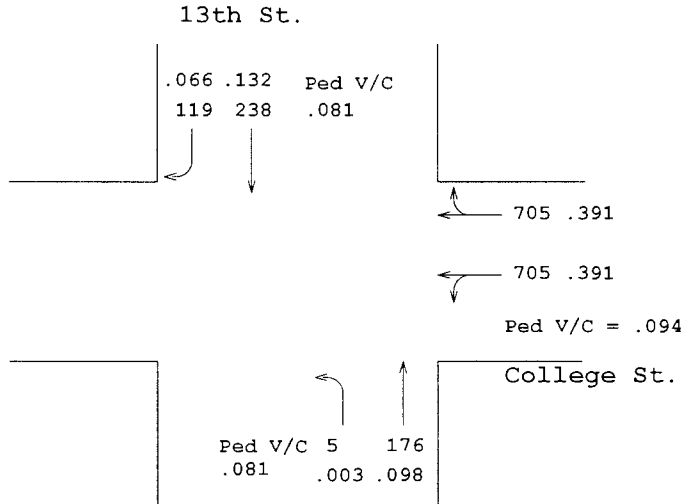 13th St.
.066 .132 Ped V/C
119 238 .081
705 .391
705 .391
Ped V/C = .094
College St.
Ped V/C 5 176
.081 .003 .098